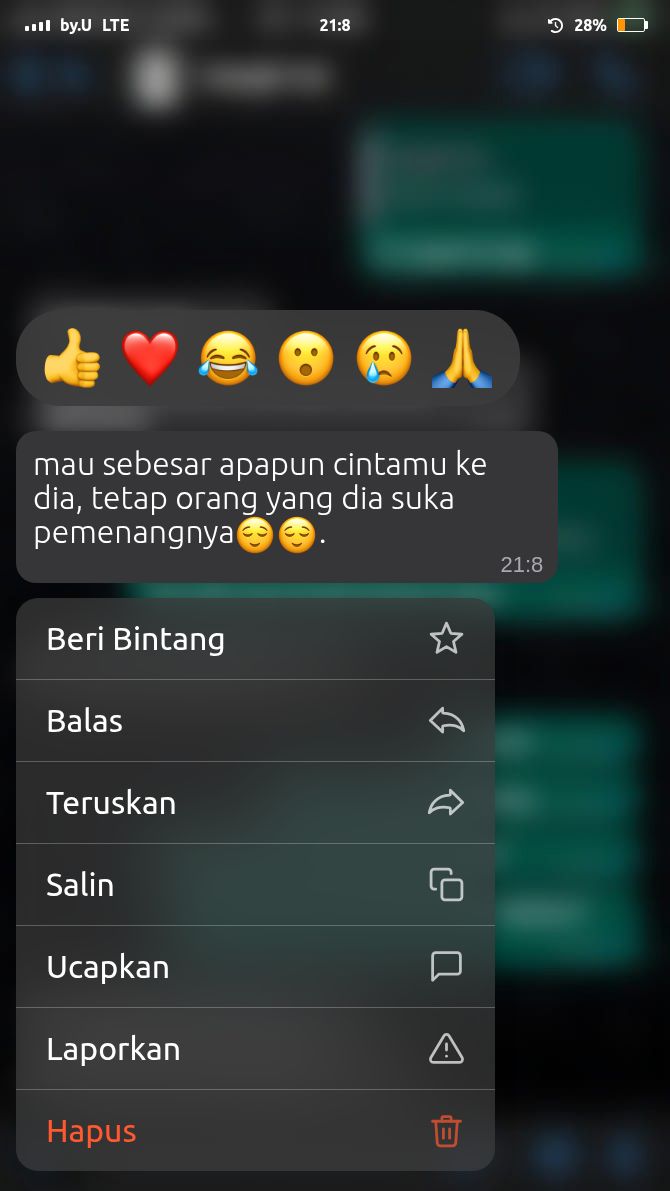 by.U LTE 21:8 28%
mau sebesar apapun cintamu ke
dia, tetap orang yang dia suka
pemenangnya😌😌.
21:8
Beri Bintang
Balas
Teruskan
Salin
Ucapkan
Laporkan
Hapus